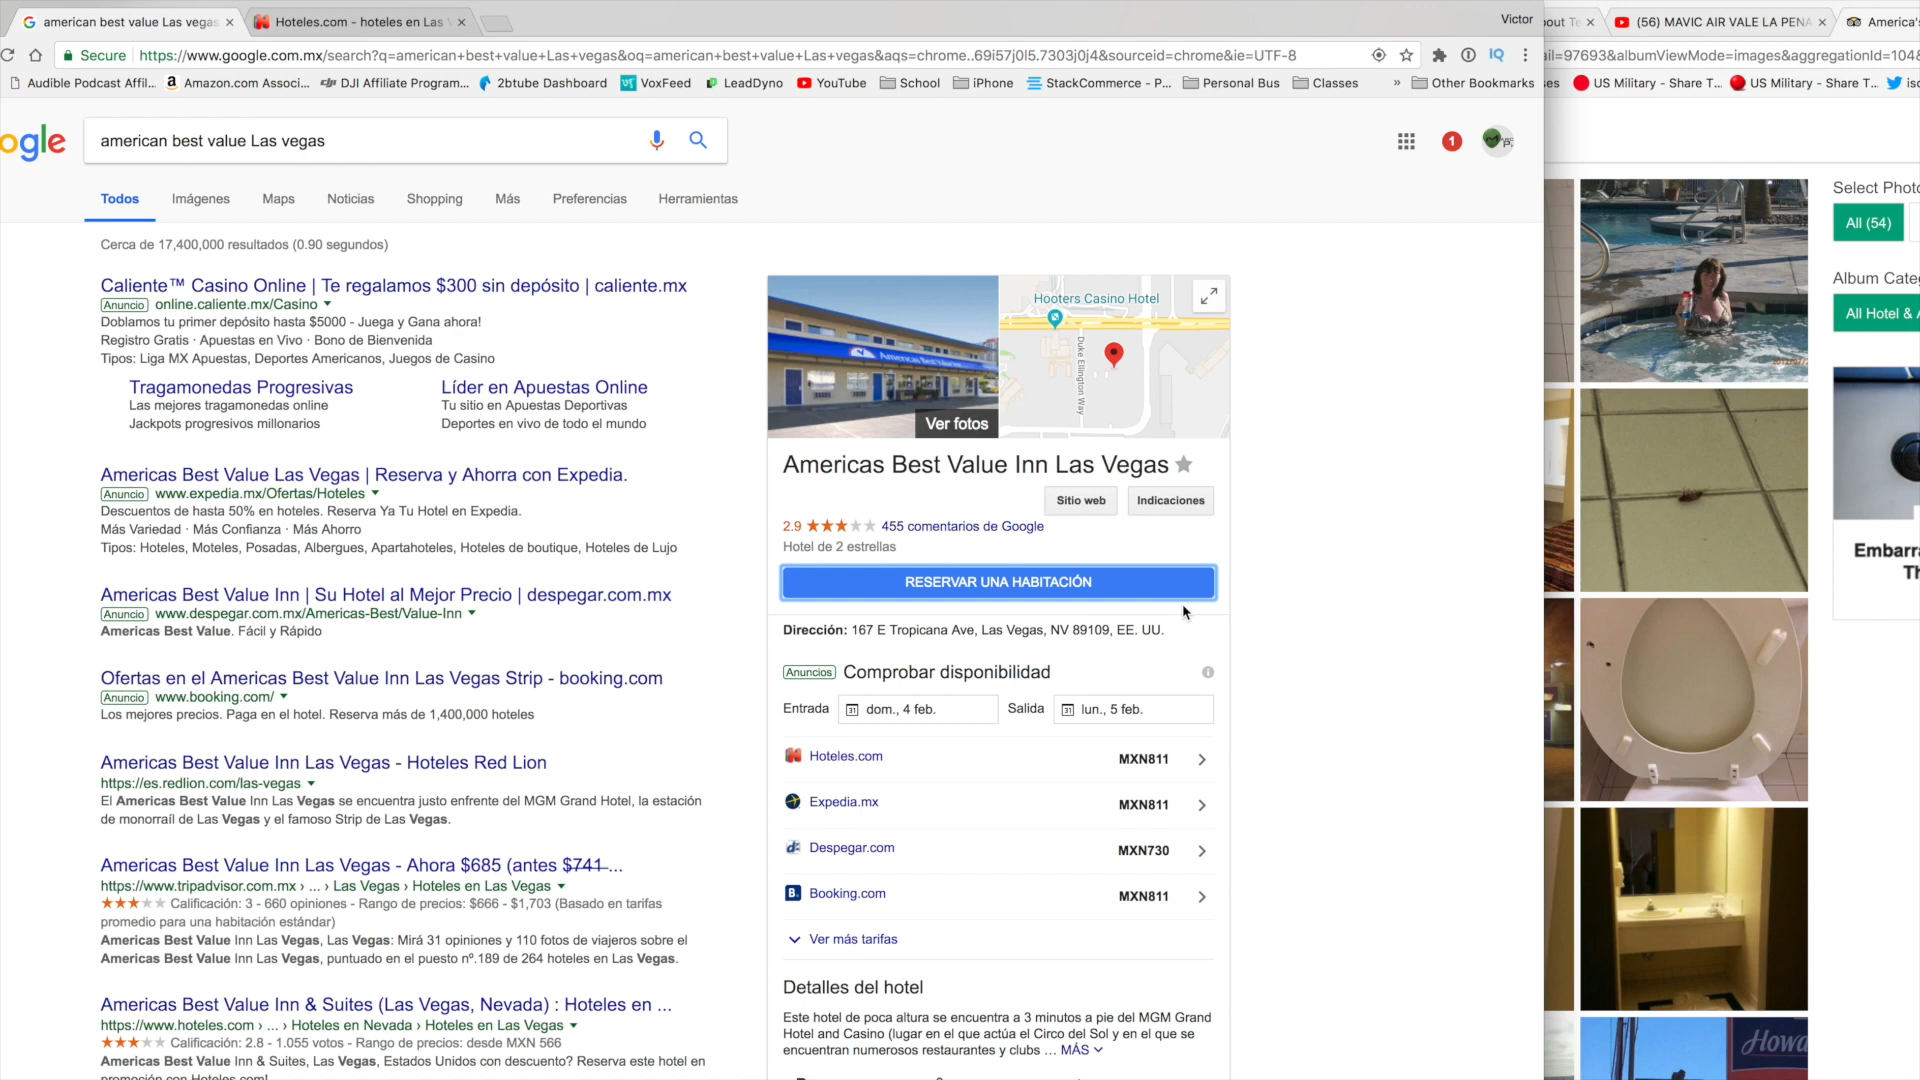 american best value Las vegas
Hoteles.com - hoteles en Las
Victor
(56) MAVIC AIR VALE LA PENA
America's
Secure
https://www.google.com.mx/search?q=american+best+value+Las+vegas&oq=american+best+value+Las+vegas&aqs=chrome..69i57j0l5.7303j0j4&sourceid=chrome&ie=UTF-8
IQ
ail=97693&albumViewMode=images&aggregationId=104&
Audible Podcast Affil...
Amazon.com Associ...
DJI Affiliate Program...
2btube Dashboard
VoxFeed
LeadDyno
YouTube
School
iPhone
StackCommerce - P...
Personal Bus
Classes
»
Other Bookmarks
US Military - Share T...
US Military - Share T...
ogle
american best value Las vegas
1
Todos
Imágenes
Maps
Noticias
Shopping
Más
Preferencias
Herramientas
Cerca de 17,400,000 resultados (0.90 segundos)
Caliente™ Casino Online | Te regalamos $300 sin depósito | caliente.mx
Anuncio online.caliente.mx/Casino
Doblamos tu primer depósito hasta $5000 - Juega y Gana ahora!
Registro Gratis · Apuestas en Vivo · Bono de Bienvenida
Tipos: Liga MX Apuestas, Deportes Americanos, Juegos de Casino
Tragamonedas Progresivas
Las mejores tragamonedas online
Jackpots progresivos millonarios
Líder en Apuestas Online
Tu sitio en Apuestas Deportivas
Deportes en vivo de todo el mundo
Americas Best Value Las Vegas | Reserva y Ahorra con Expedia.
Anuncio www.expedia.mx/Ofertas/Hoteles
Descuentos de hasta 50% en hoteles. Reserva Ya Tu Hotel en Expedia.
Más Variedad · Más Confianza · Más Ahorro
Tipos: Hoteles, Moteles, Posadas, Albergues, Apartahoteles, Hoteles de boutique, Hoteles de Lujo
Americas Best Value Inn | Su Hotel al Mejor Precio | despegar.com.mx
Anuncio www.despegar.com.mx/Americas-Best/Value-Inn
Americas Best Value. Fácil y Rápido
Ofertas en el Americas Best Value Inn Las Vegas Strip - booking.com
Anuncio www.booking.com/
Los mejores precios. Paga en el hotel. Reserva más de 1,400,000 hoteles
Americas Best Value Inn Las Vegas - Hoteles Red Lion
https://es.redlion.com/las-vegas
El Americas Best Value Inn Las Vegas se encuentra justo enfrente del MGM Grand Hotel, la estación
de monorraíl de Las Vegas y el famoso Strip de Las Vegas.
Americas Best Value Inn Las Vegas - Ahora $685 (antes $741 ...
https://www.tripadvisor.com.mx › ... › Las Vegas › Hoteles en Las Vegas
Calificación: 3 - 660 opiniones - Rango de precios: $666 - $1,703 (Basado en tarifas
promedio para una habitación estándar)
Americas Best Value Inn Las Vegas, Las Vegas: Mirá 31 opiniones y 110 fotos de viajeros sobre el
Americas Best Value Inn Las Vegas, puntuado en el puesto nº.189 de 264 hoteles en Las Vegas.
Americas Best Value Inn & Suites (Las Vegas, Nevada) : Hoteles en ...
https://www.hoteles.com › ... › Hoteles en Nevada › Hoteles en Las Vegas
Calificación: 2.8 - 1.055 votos - Rango de precios: desde MXN 566
Americas Best Value Inn & Suites, Las Vegas, Estados Unidos con descuento? Reserva este hotel en
promoción con Hoteles.com!
Americas Best Value Inn
Ver fotos
Hooters Casino Hotel
Duke Ellington Way
Americas Best Value Inn Las Vegas
Sitio web
Indicaciones
2.9 455 comentarios de Google
Hotel de 2 estrellas
RESERVAR UNA HABITACIÓN
Dirección: 167 E Tropicana Ave, Las Vegas, NV 89109, EE. UU.
Anuncios Comprobar disponibilidad
Entrada 31 dom., 4 feb. Salida 31 lun., 5 feb.
Hoteles.com MXN811
Expedia.mx MXN811
Despegar.com MXN730
B. Booking.com MXN811
Ver más tarifas
Detalles del hotel
Este hotel de poca altura se encuentra a 3 minutos a pie del MGM Grand
Hotel and Casino (lugar en el que actúa el Circo del Sol y en el que se
encuentran numerosos restaurantes y clubs ... MÁS
Select Photo
All (54)
Album Categ
All Hotel & A
Embarra
Th
Howa